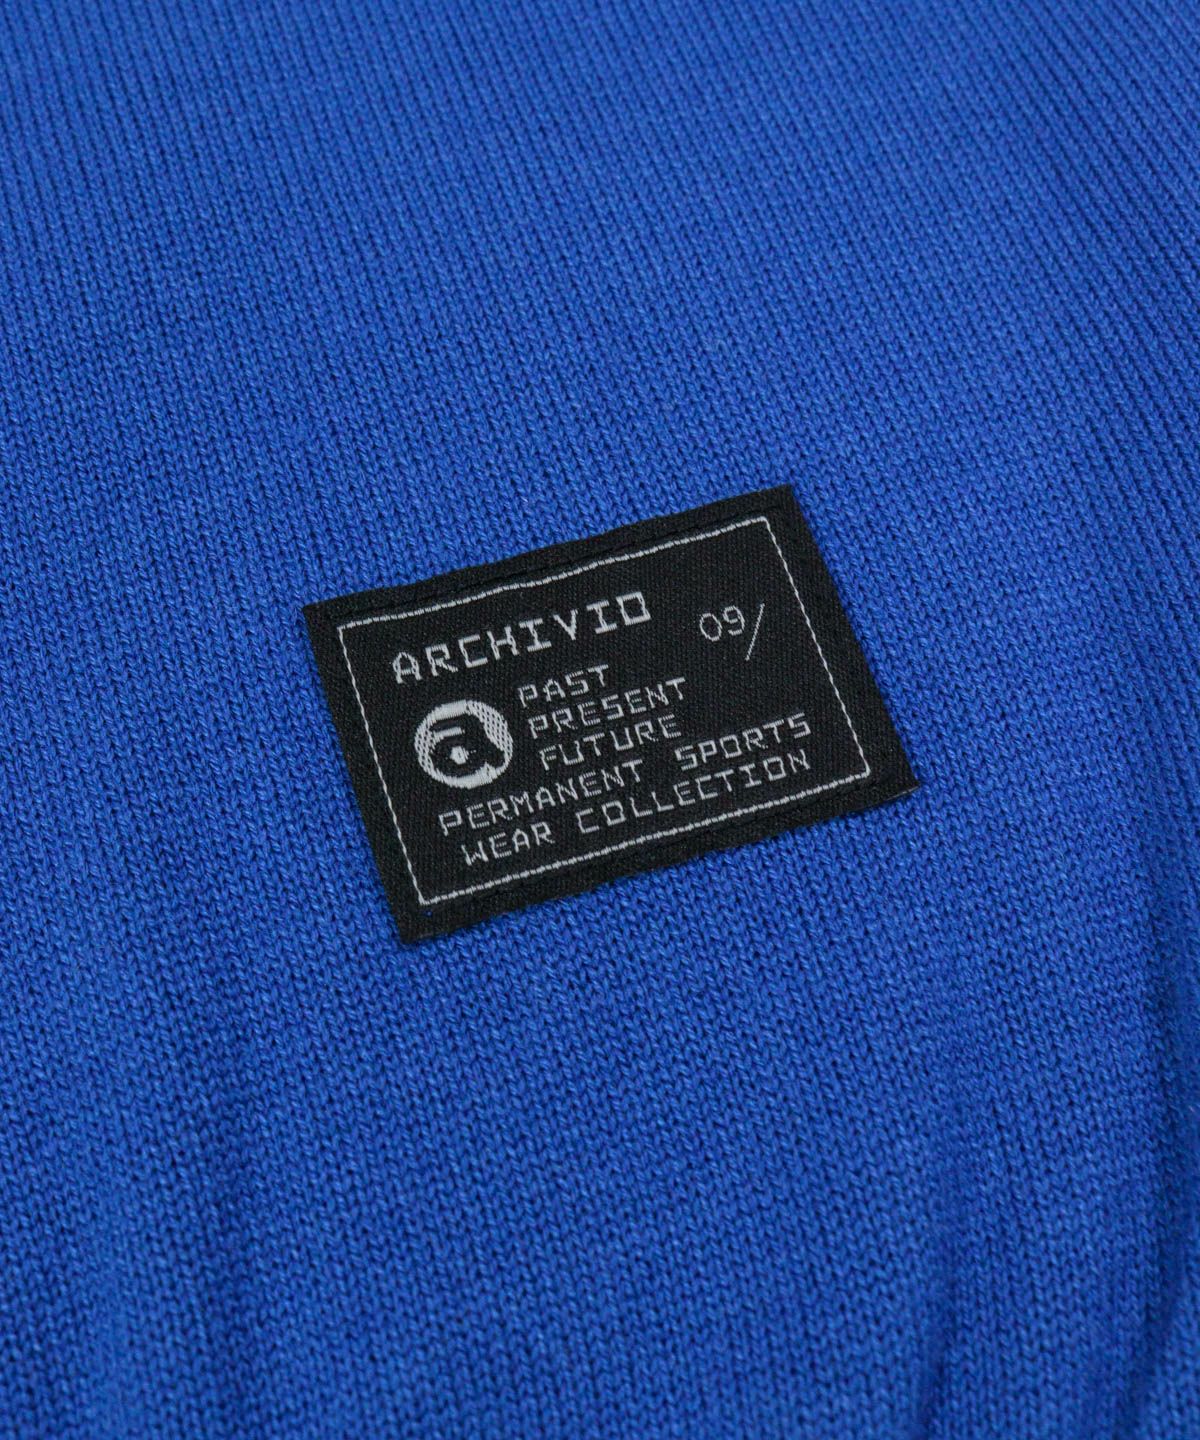 ARCHIVIO 09/
a
PAST
PRESENT
FUTURE
PERMANENT SPORTS
WEAR COLLECTION